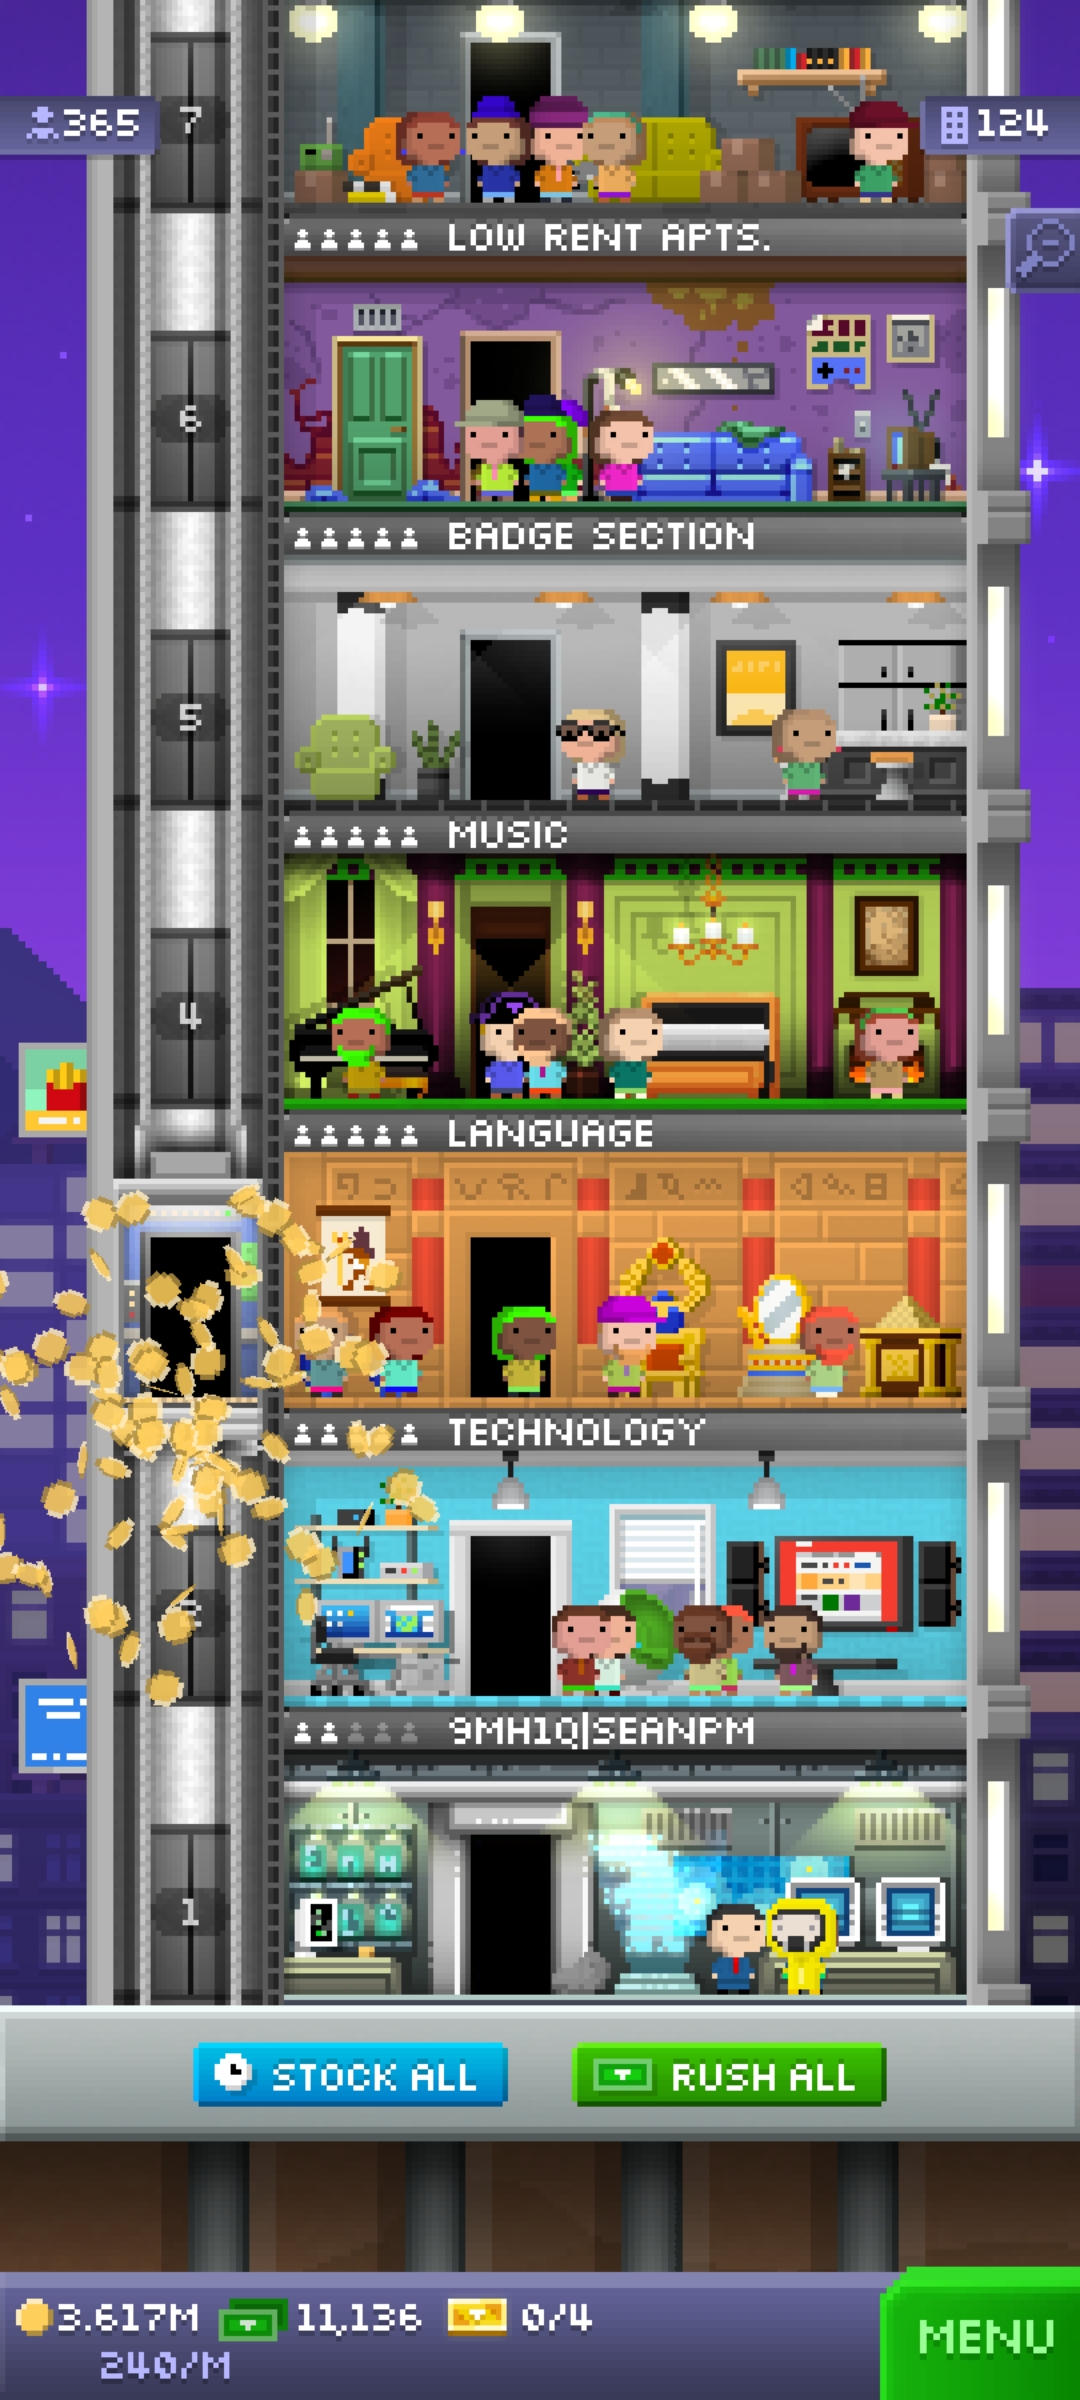 7
365
124
LOW RENT APTS.
6
BADGE SECTION
5
MUSIC
4
LANGUAGE
TECHNOLOGY
9MH1Q|SEANPM
1
STOCK ALL
RUSH ALL
3.617M
11,136
0/4
240/M
MENU